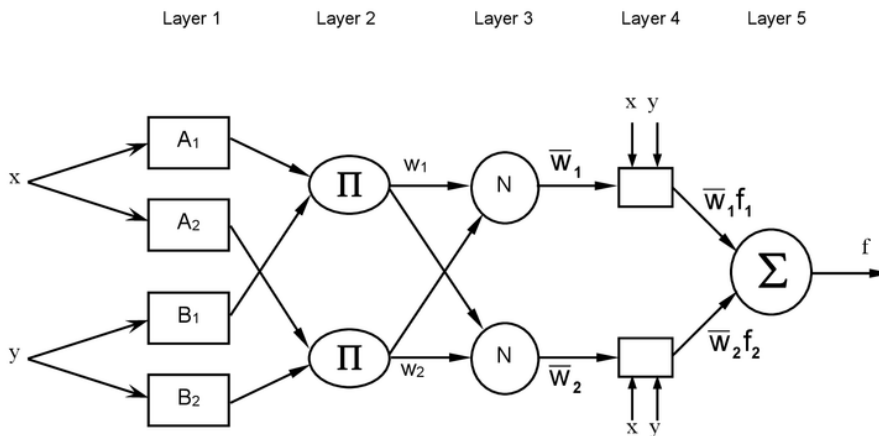 Layer 1 Layer 2 Layer 3 Layer 4 Layer 5
x y
A₁
w₁ w̅₁
x Π N
w̅₁f₁
A₂
f
Σ
B₁
w̅₂f₂
y Π N
w₂ w̅₂
B₂
x y